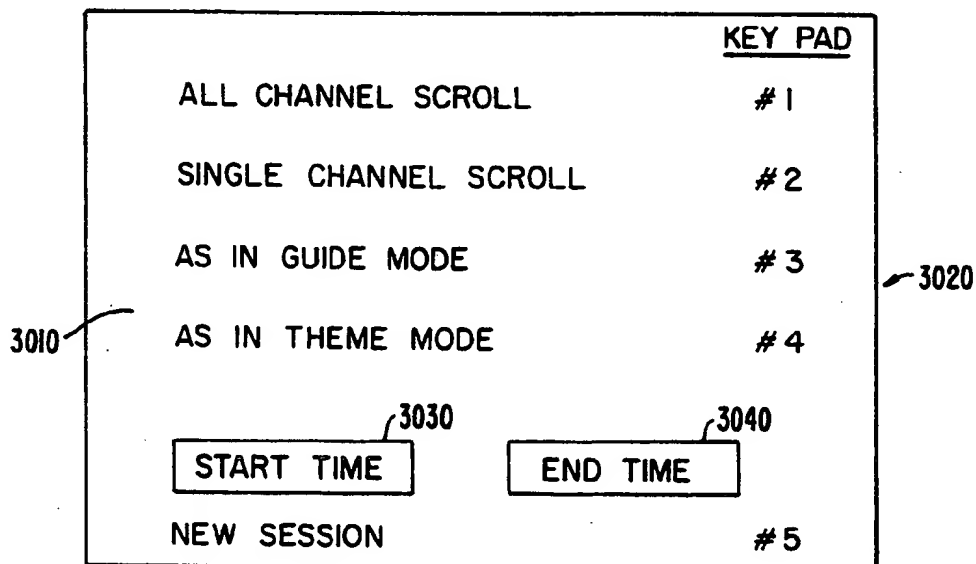 KEY PAD
ALL CHANNEL SCROLL #1
SINGLE CHANNEL SCROLL #2
AS IN GUIDE MODE #3
3020
3010
AS IN THEME MODE #4
3030 3040
START TIME END TIME
NEW SESSION #5